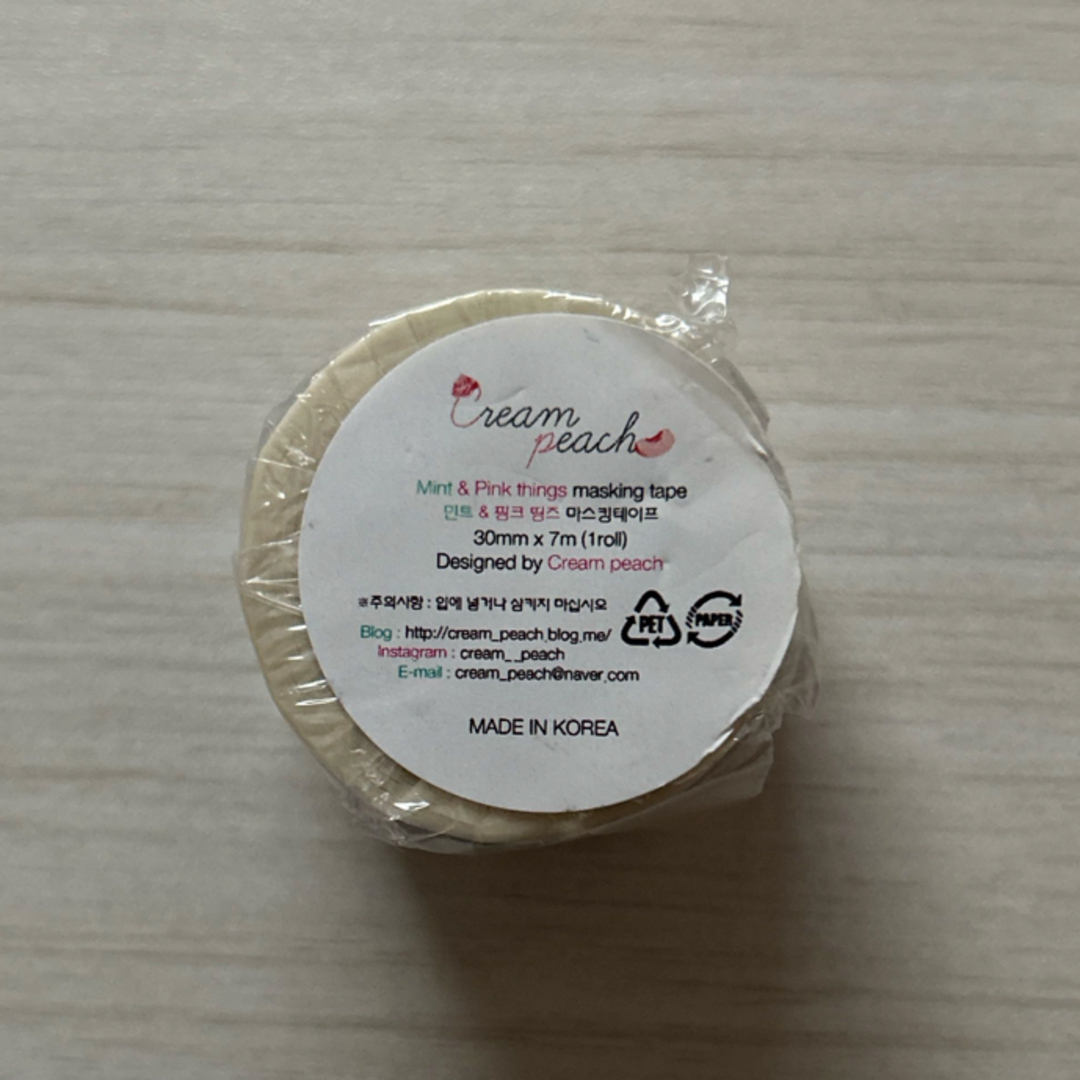 Cream
peach
Mint & Pink things masking tape
민트 & 핑크 띵즈 마스킹테이프
30mm x 7m (1roll)
Designed by Cream peach
※주의사항 : 입에 넣거나 삼키지 마십시오
PET
PAPER
Blog : http://cream_peach.blog.me/
Instagram : cream__peach
E-mail : cream_peach@naver.com
MADE IN KOREA